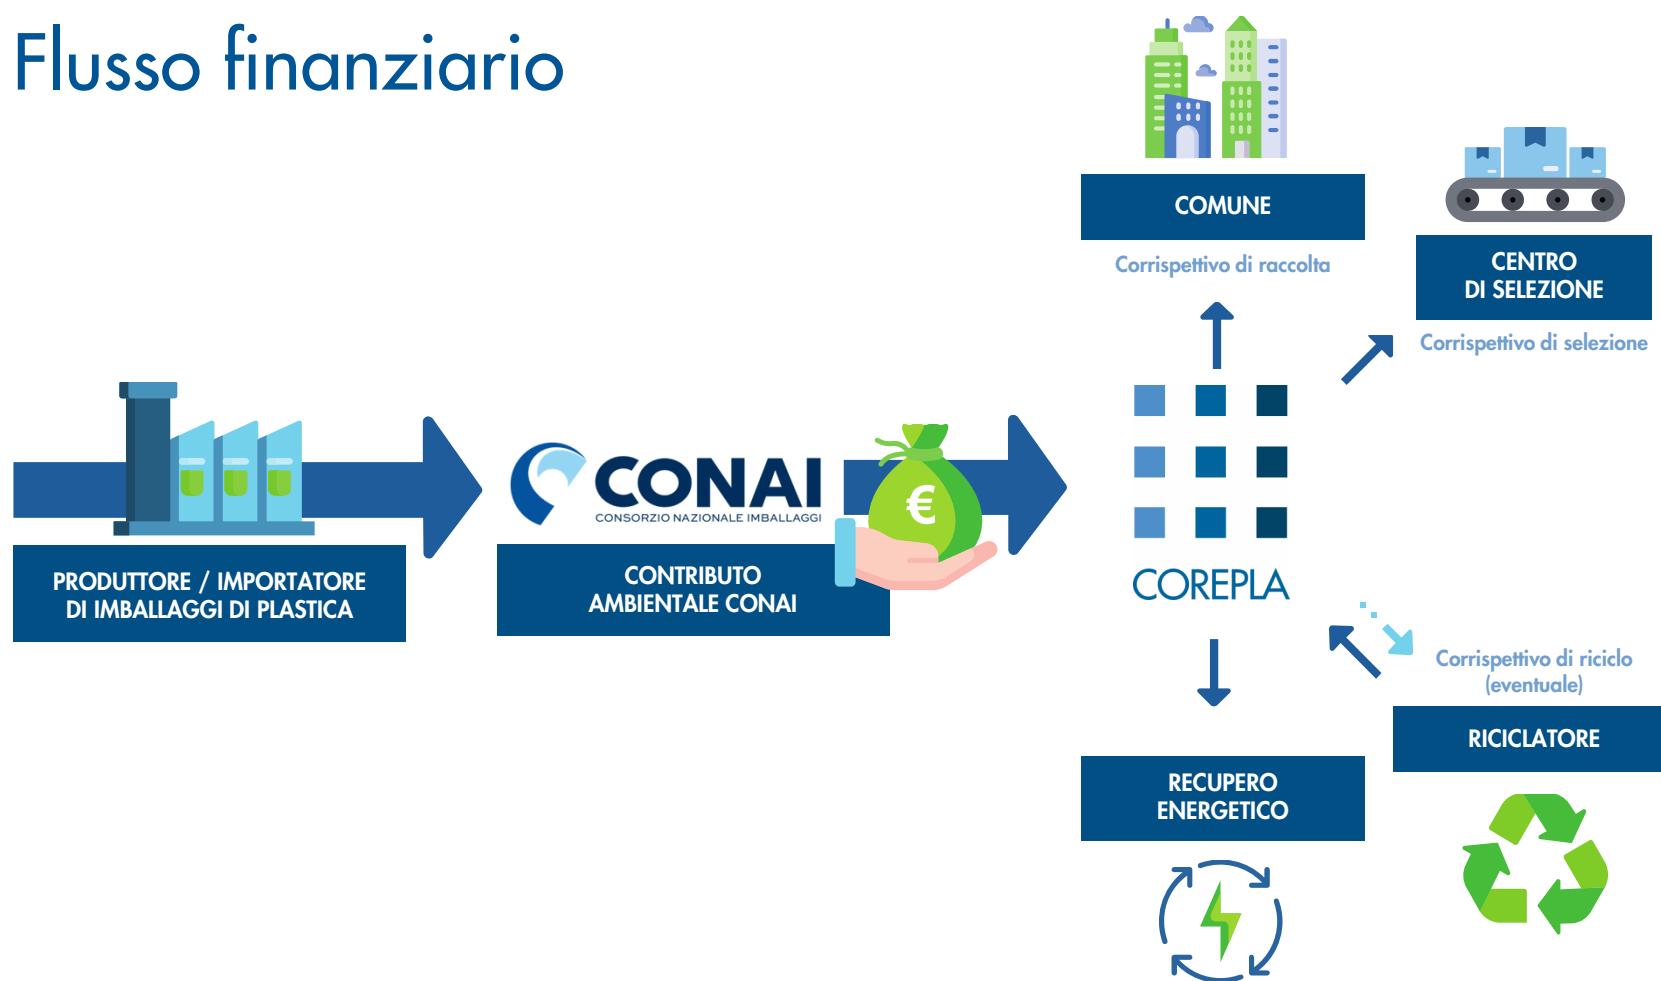 Flusso finanziario
COMUNE
Corrispettivo di raccolta
CENTRO
DI SELEZIONE
Corrispettivo di selezione
PRODUTTORE / IMPORTATORE
DI IMBALLAGGI DI PLASTICA
CONAI
CONSORZIO NAZIONALE IMBALLAGGI
CONTRIBUTO
AMBIENTALE CONAI
€
COREPLA
Corrispettivo di riciclo
(eventuale)
RICICLATORE
RECUPERO
ENERGETICO